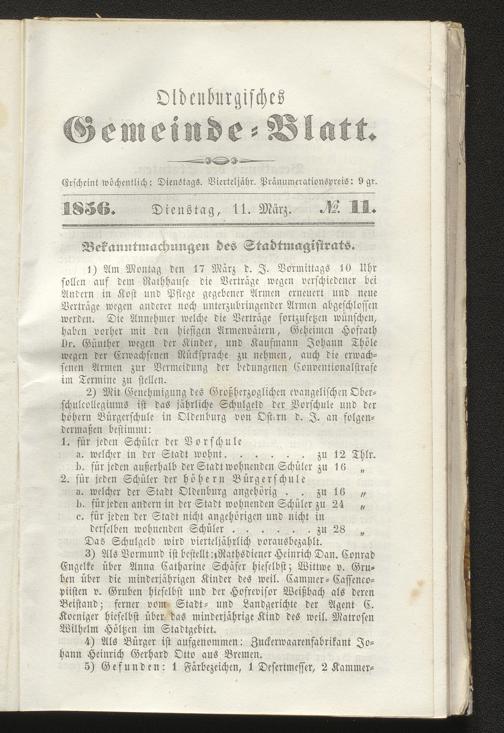 Oldenburgisches
Gemeinde-Blatt.
Erscheint wöchentlich: Dienstags. Vierteljähr. Pränumerationspreis: 9 gr.
1856. Dienstag, 11. März. № 11.
Bekanntmachungen des Stadtmagistrats.
1) Am Montag den 17 März d. J. Vormittags 10 Uhr
sollen auf dem Rathhause die Verträge wegen verschiedener bei
Andern in Kost und Pflege gegebener Armen erneuert und neue
Verträge wegen anderer noch unterzubringender Armen abgeschlossen
werden. Die Annehmer welche die Verträge fortzusetzen wünschen,
haben vorher mit den hiesigen Armenvätern, Geheimen Hofrath
Dr. Günther wegen der Kinder, und Kaufmann Johann Thöle
wegen der Erwachsenen Rücksprache zu nehmen, auch die erwach-
senen Armen zur Vermeidung der bedungenen Conventionalstrafe
im Termine zu stellen.
2) Mit Genehmigung des Großherzoglichen evangelischen Ober-
schulcollegiums ist das jährliche Schulgeld der Vorschule und der
höhern Bürgerschule in Oldenburg von Ostern d. J. an folgen-
dermaßen bestimmt:
1. für jeden Schüler der Vorschule
a. welcher in der Stadt wohnt. . . . . . zu 12 Thlr.
b. für jeden außerhalb der Stadt wohnenden Schüler zu 16 „
2. für jeden Schüler der höhern Bürgerschule
a. welcher der Stadt Oldenburg angehörig . . zu 16 „
b. für jeden andern in der Stadt wohnenden Schüler zu 24 „
c. für jeden der Stadt nicht angehörigen und nicht in
derselben wohnenden Schüler . . . . . . zu 28 „
Das Schulgeld wird vierteljährlich vorausbezahlt.
3) Als Vormund ist bestellt: Rathsdiener Heinrich Dan. Conrad
Engelke über Anna Catharine Schäfer hieselbst; Wittwe v. Gru-
ben über die minderjährigen Kinder des weil. Cammer-Cassenco-
piisten v. Gruben hieselbst und der Hofrevisor Weißbach als deren
Beistand; ferner vom Stadt- und Landgerichte der Agent C.
Koeniger hieselbst über das minderjährige Kind des weil. Matrosen
Wilhelm Höltzen im Stadtgebiet.
4) Als Bürger ist aufgenommen: Zuckerwaarenfabrikant Jo-
hann Heinrich Gerhard Otto aus Bremen.
5) Gefunden: 1 Färbezeichen, 1 Desertmesser, 2 Kammer-